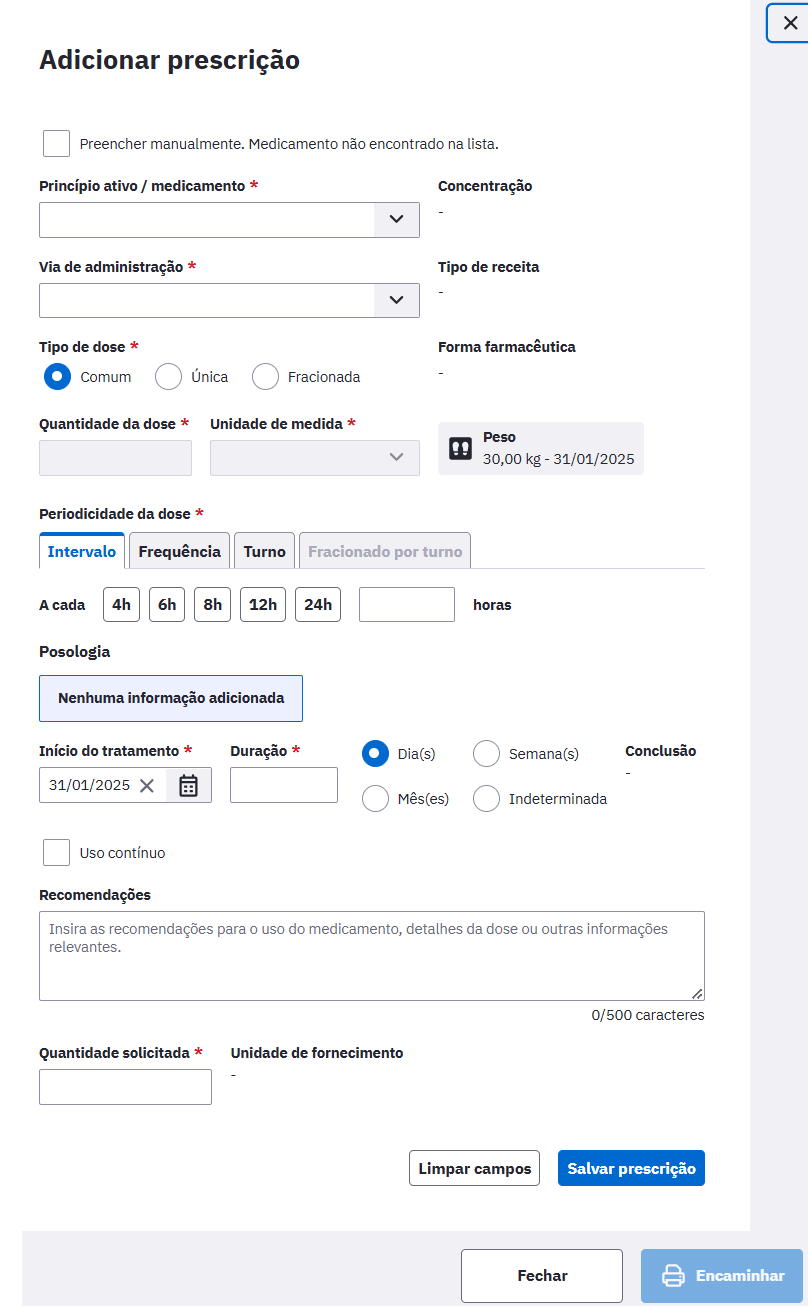 Adicionar prescrição
Preencher manualmente. Medicamento não encontrado na lista.
Princípio ativo / medicamento *
Concentração
-
Via de administração *
Tipo de receita
-
Tipo de dose *
Forma farmacêutica
Comum Única Fracionada
-
Quantidade da dose * Unidade de medida *
Peso
30,00 kg - 31/01/2025
Periodicidade da dose *
Intervalo Frequência Turno Fracionado por turno
A cada 4h 6h 8h 12h 24h horas
Posologia
Nenhuma informação adicionada
Início do tratamento * Duração * Dia(s) Semana(s) Conclusão
31/01/2025 -
Mês(es) Indeterminada
Uso contínuo
Recomendações
Insira as recomendações para o uso do medicamento, detalhes da dose ou outras informações
relevantes.
0/500 caracteres
Quantidade solicitada * Unidade de fornecimento
-
Limpar campos Salvar prescrição
Fechar Encaminhar